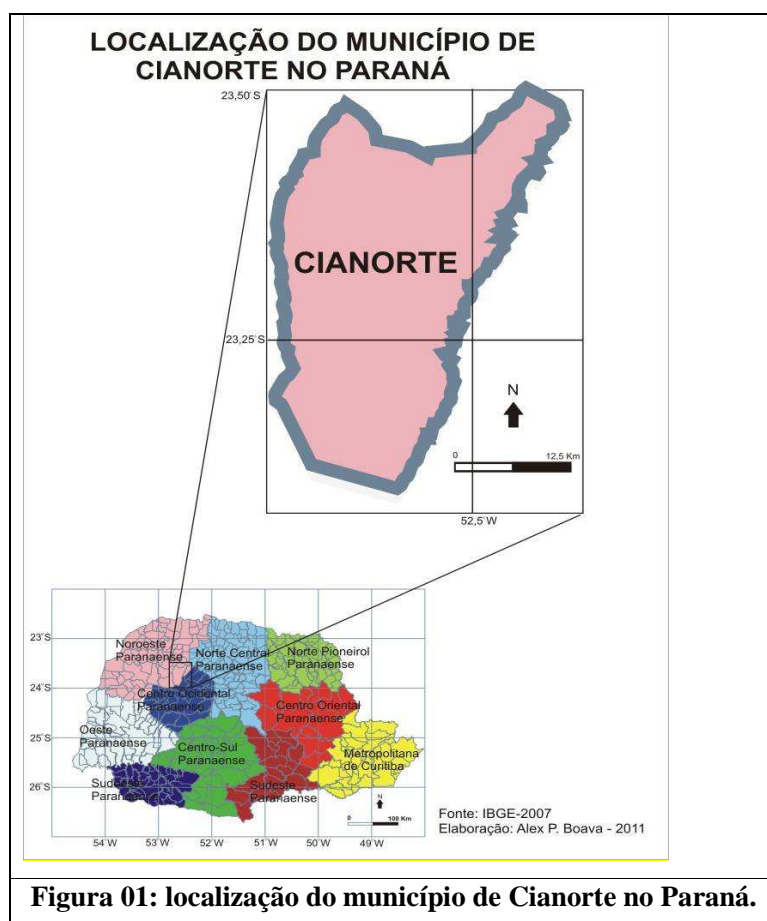 LOCALIZAÇÃO DO MUNICÍPIO DE
CIANORTE NO PARANÁ
23,50°S
CIANORTE
23,25°S
N
0 12,5 Km
52,5°W
23°S
24°S
25°S
26°S
Noroeste
Paranaense
Norte Central
Paranaense
Norte Pioneirol
Paranaense
Centro Ocidental
Paranaense
Centro Oriental
Paranaense
Oeste
Paranaense
Centro-Sul
Paranaense
Metropolitana
de Curitiba
Sudoeste
Paranaense
Sudeste
Paranaense
N
0 100 Km
54°W 53°W 52°W 51°W 50°W 49°W
Fonte: IBGE-2007
Elaboração: Alex P. Boava - 2011
Figura 01: localização do município de Cianorte no Paraná.